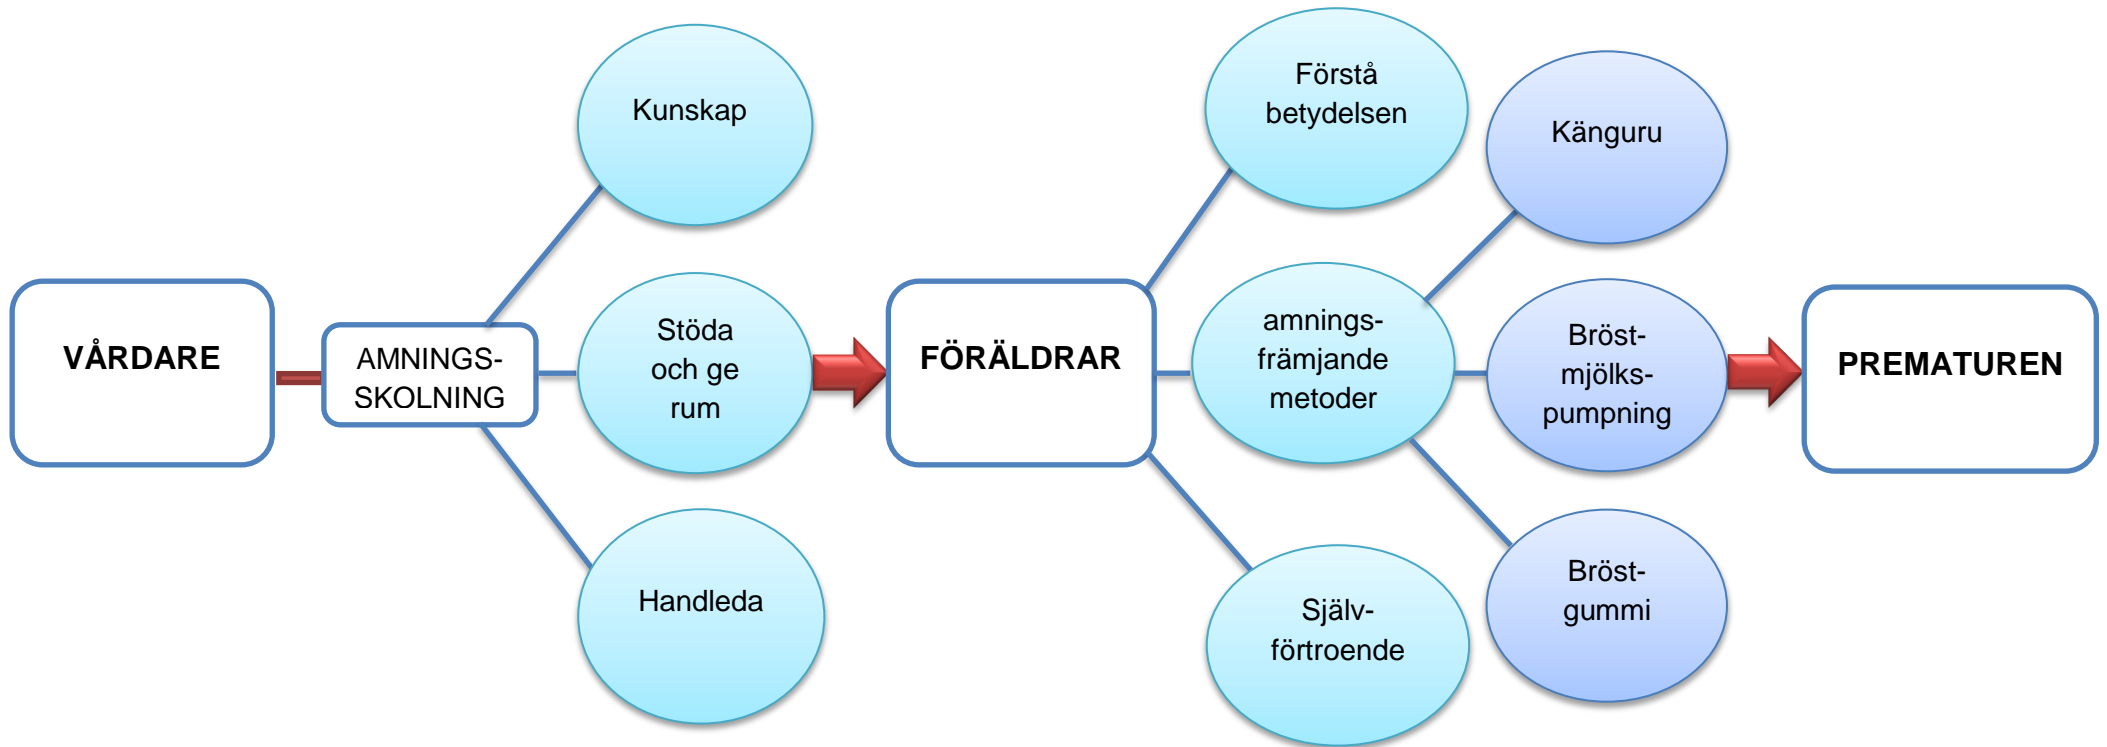 VÅRDARE
AMNINGS-
SKOLNING
Kunskap
Stöda
och ge
rum
Handleda
FÖRÄLDRAR
Förstå
betydelsen
amnings-
främjande
metoder
Själv-
förtroende
Känguru
Bröst-
mjölks-
pumpning
Bröst-
gummi
PREMATUREN